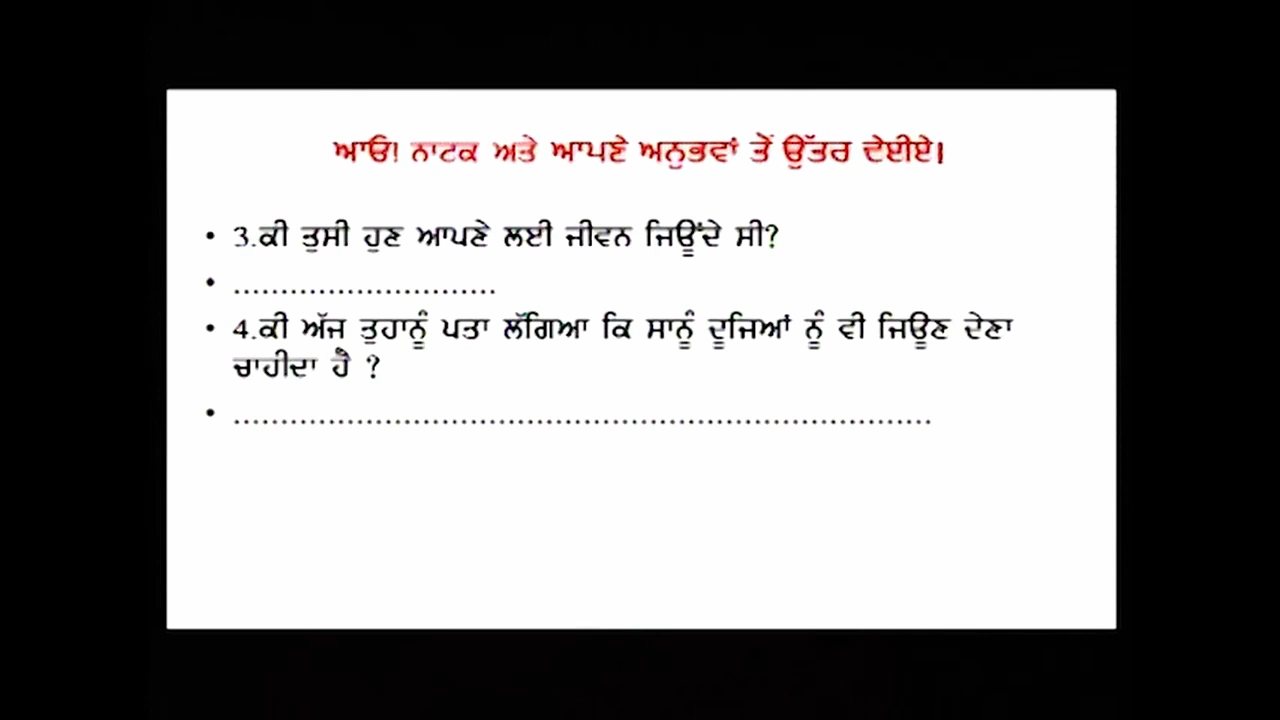 ਆਓ! ਨਾਟਕ ਅਤੇ ਆਪਣੇ ਅਨੁਭਵਾਂ ਤੋਂ ਉੱਤਰ ਦੇਈਏ।
• 3.ਕੀ ਤੁਸੀ ਹੁਣ ਆਪਣੇ ਲਈ ਜੀਵਨ ਜਿਊਂਦੇ ਸੀ?
• ............................
• 4.ਕੀ ਅੱਜ ਤੁਹਾਨੂੰ ਪਤਾ ਲੱਗਿਆ ਕਿ ਸਾਨੂੰ ਦੂਜਿਆਂ ਨੂੰ ਵੀ ਜਿਊਣ ਦੇਣਾ
ਚਾਹੀਦਾ ਹੈ ?
• ..........................................................................